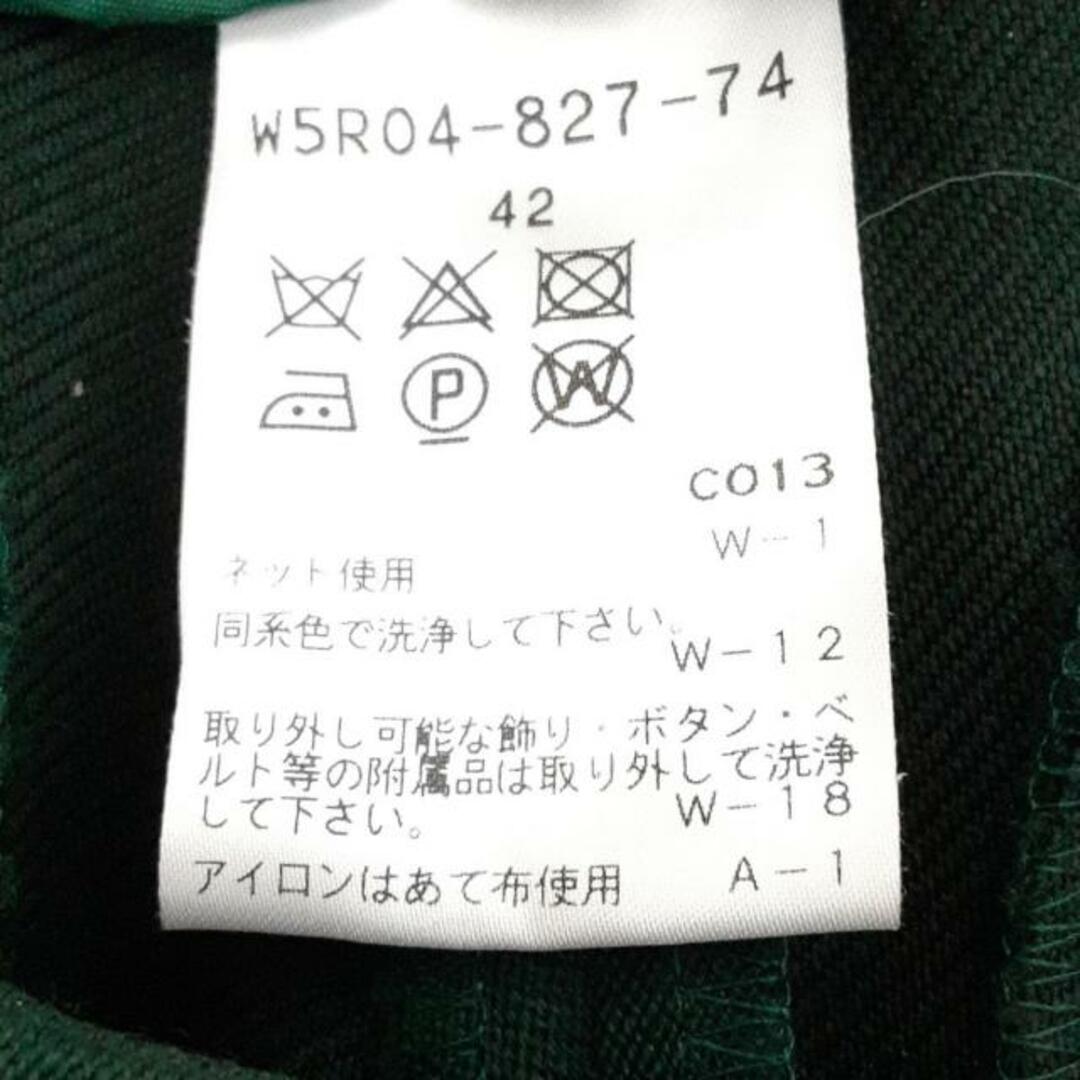 W5R04-827-74
42
P W
C013
W-1
ネット使用
同系色で洗浄して下さい。
W-12
取り外し可能な飾り・ボタン・ベ
ルト等の附属品は取り外して洗浄
して下さい。
W-18
アイロンはあて布使用 A-1